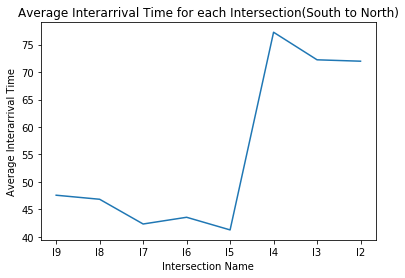 Average Interarrival Time for each Intersection(South to North)
75
70
65
60
55
50
45
40
Average Interarrival Time
I9 I8 I7 I6 I5 I4 I3 I2
Intersection Name